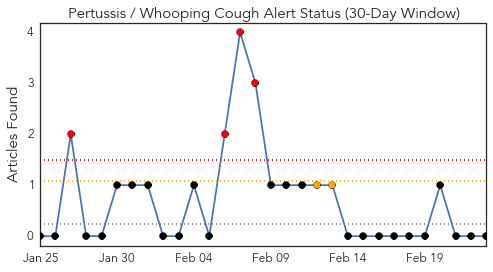 Pertussis / Whooping Cough Alert Status (30-Day Window)
Articles Found
4
3
2
1
0
Jan 25 Jan 30 Feb 04 Feb 09 Feb 14 Feb 19